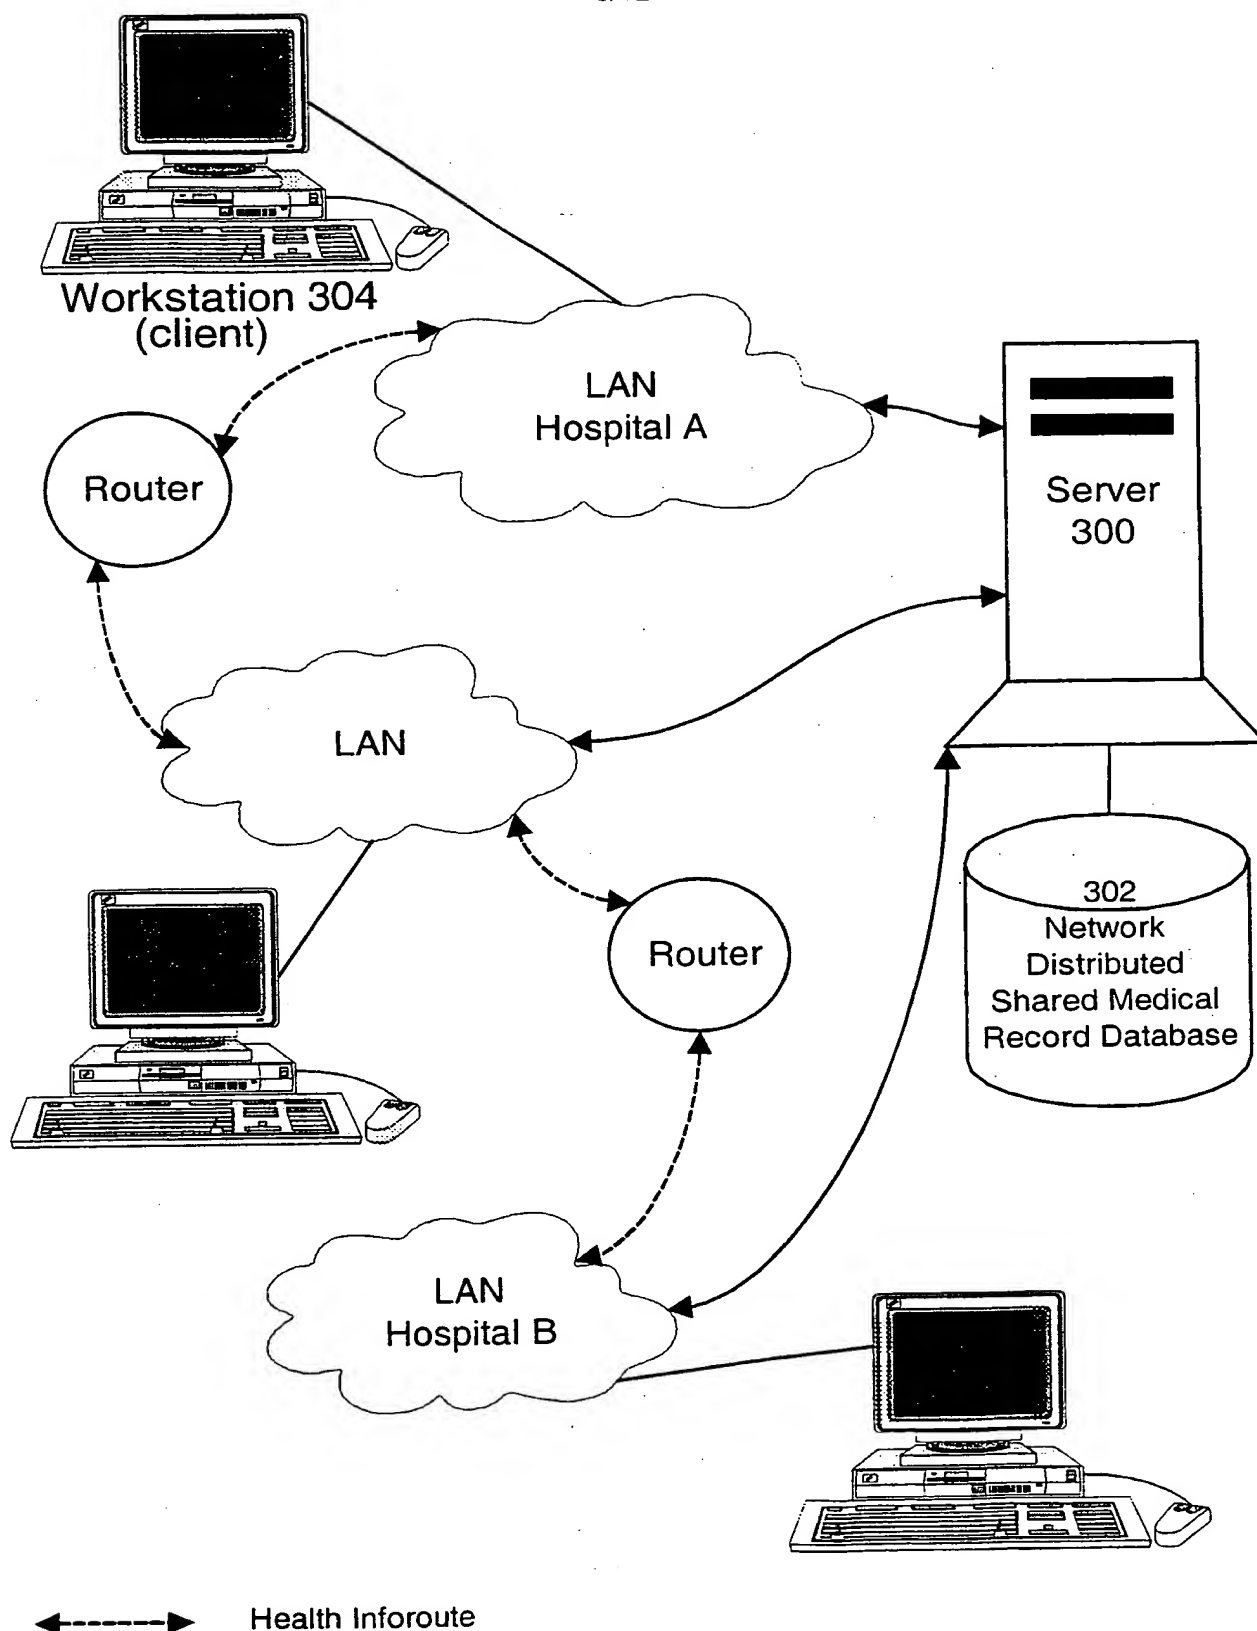 Workstation 304
(client)
LAN
Hospital A
Router
Server
300
LAN
302
Network
Distributed
Shared Medical
Record Database
Router
LAN
Hospital B
Health Inforoute